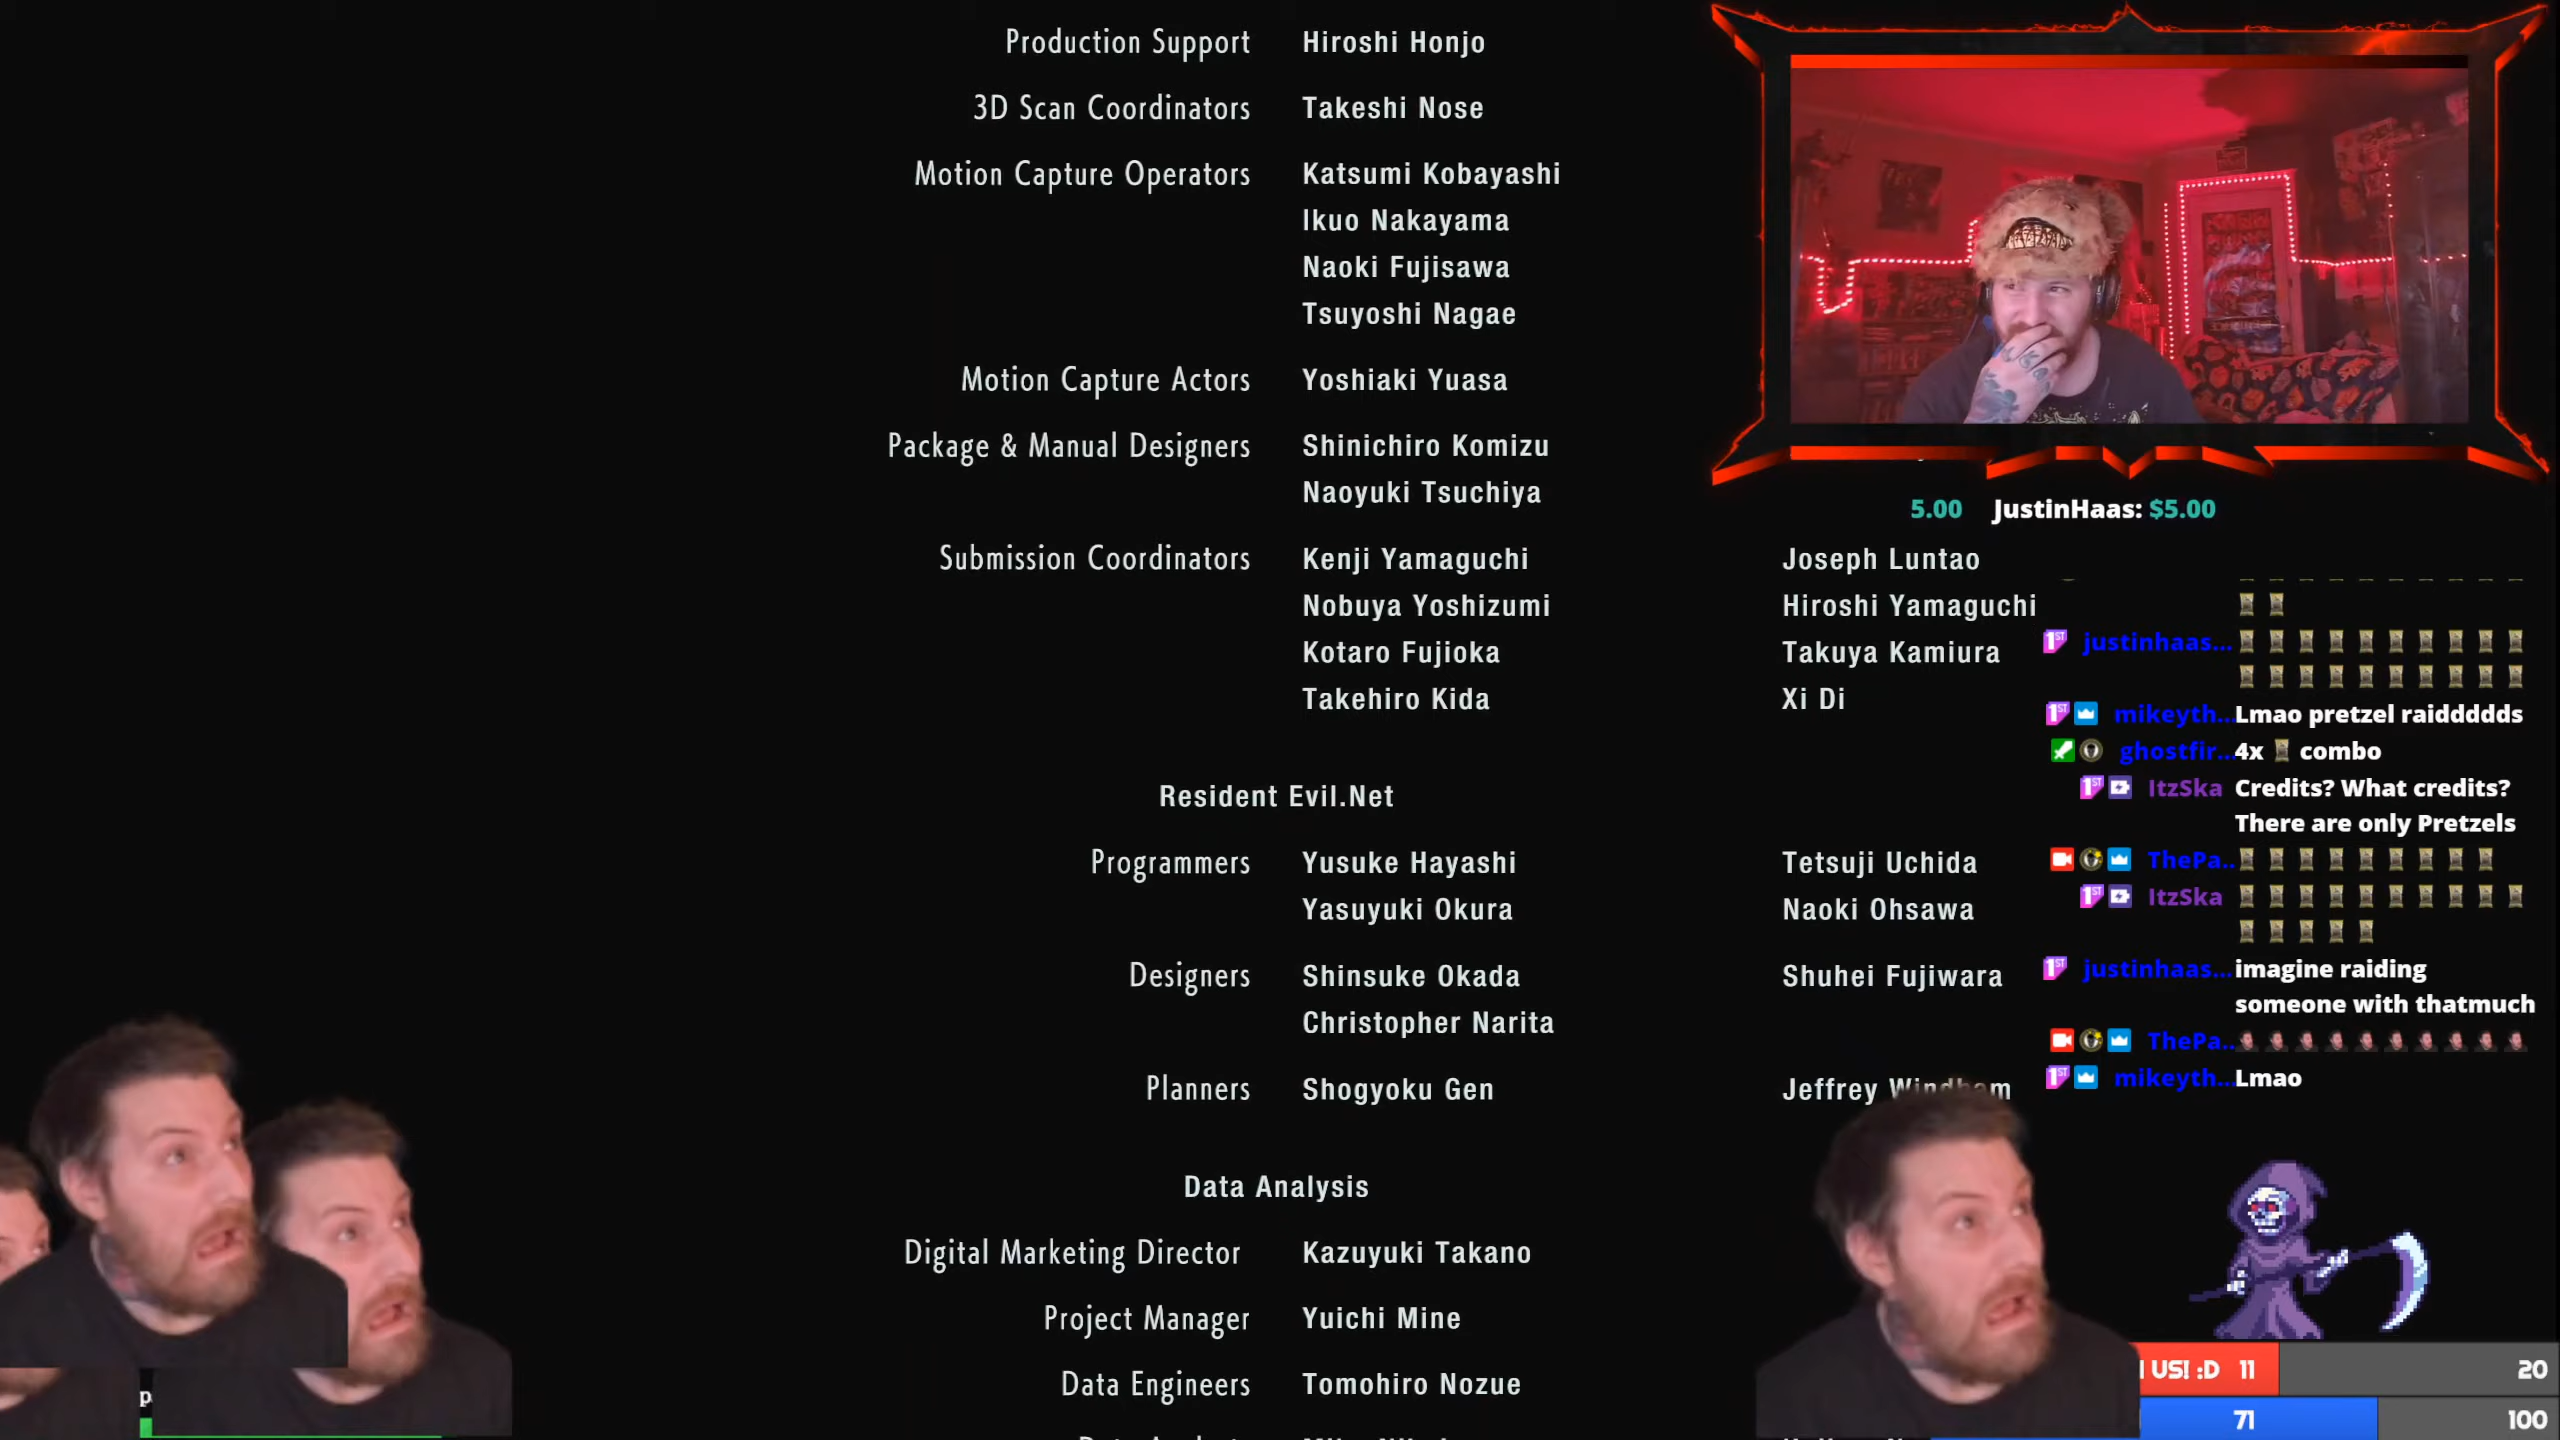 Production Support Hiroshi Honjo
3D Scan Coordinators Takeshi Nose
Motion Capture Operators Katsumi Kobayashi
Ikuo Nakayama
Naoki Fujisawa
Tsuyoshi Nagae
Motion Capture Actors Yoshiaki Yuasa
Package & Manual Designers Shinichiro Komizu
Naoyuki Tsuchiya
Submission Coordinators Kenji Yamaguchi Joseph Luntao
Nobuya Yoshizumi Hiroshi Yamaguchi
Kotaro Fujioka Takuya Kamiura
Takehiro Kida Xi Di
Resident Evil.Net
Programmers Yusuke Hayashi Tetsuji Uchida
Yasuyuki Okura Naoki Ohsawa
Designers Shinsuke Okada Shuhei Fujiwara
Christopher Narita
Planners Shogyoku Gen Jeffrey Windham
Data Analysis
Digital Marketing Director Kazuyuki Takano
Project Manager Yuichi Mine
Data Engineers Tomohiro Nozue
5.00 JustinHaas: $5.00
justinhaas...
mikeyth... Lmao pretzel raidddddds
ghostfir... 4x combo
ItzSka Credits? What credits?
There are only Pretzels
ThePa..
ItzSka
justinhaas... imagine raiding
someone with thatmuch
ThePa..
mikeyth... Lmao
US! :D 11 20
71 100